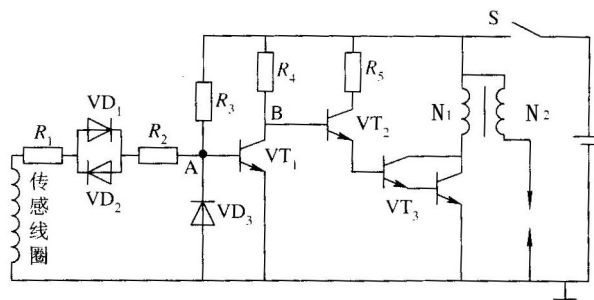 S
R₄
R₅
R₃
VD₁
B
N₁
N₂
R₁
R₂
VT₂
A
VT₁
VD₂
传感线圈
VD₃
VT₃